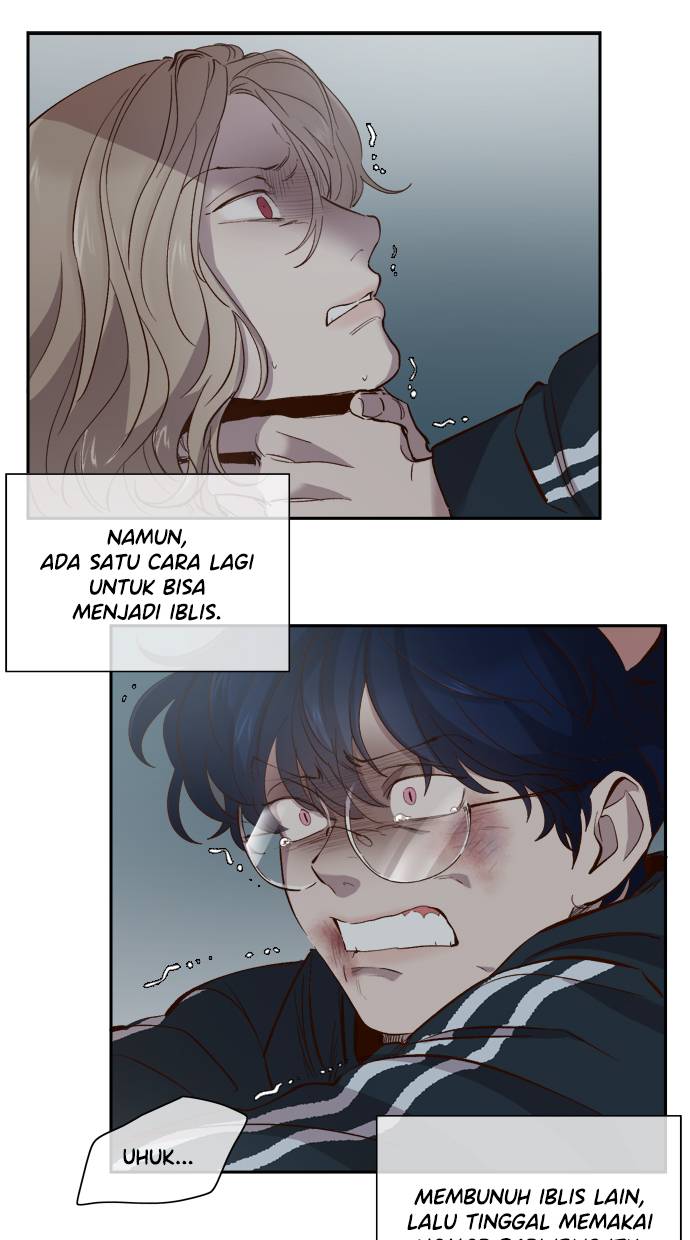 NAMUN,
ADA SATU CARA LAGI
UNTUK BISA
MENJADI IBLIS.
UHUK...
MEMBUNUH IBLIS LAIN,
LALU TINGGAL MEMAKAI